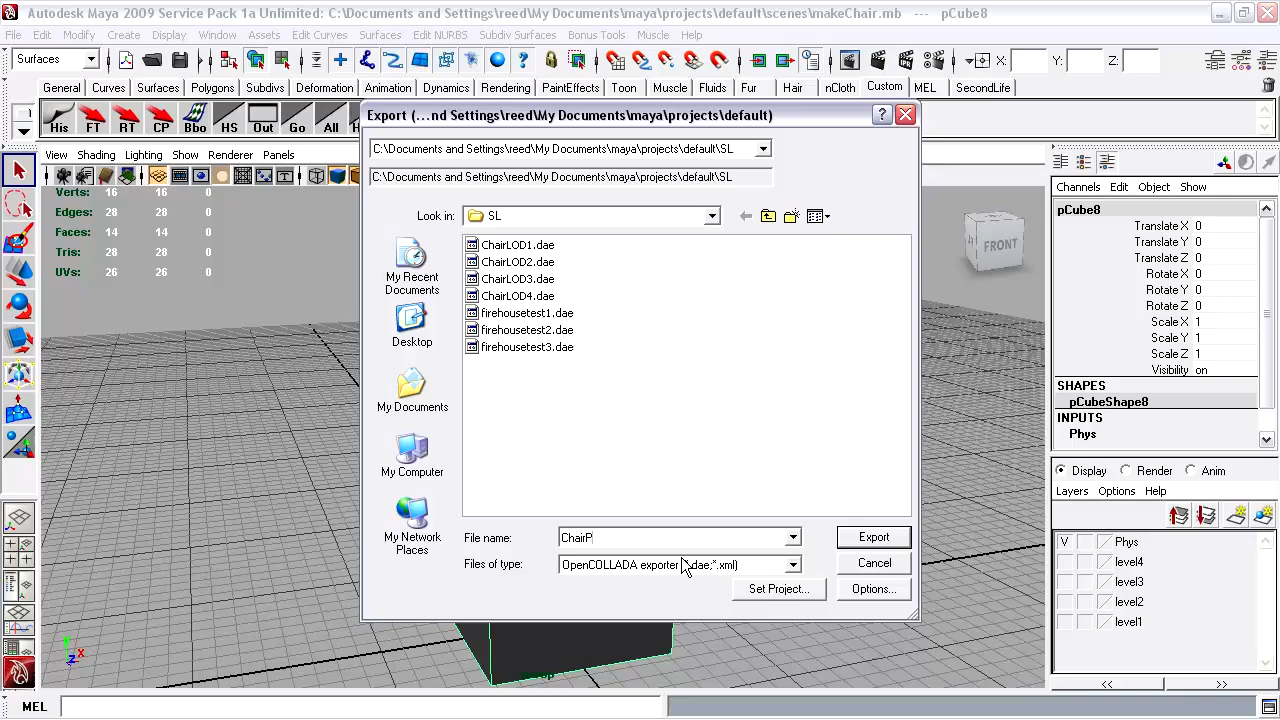 Autodesk Maya 2009 Service Pack 1a Unlimited: C:\Documents and Settings\reed\My Documents\maya\projects\default\scenes\makeChair.mb --- pCube8
File Edit Modify Create Display Window Assets Edit Curves Surfaces Edit NURBS Subdiv Surfaces Bonus Tools Muscle Help
Surfaces X: Y: Z:
General Curves Surfaces Polygons Subdivs Deformation Animation Dynamics Rendering PaintEffects Toon Muscle Fluids Fur Hair nCloth Custom MEL SecondLife
His FT RT CP Bbo HS Out Go All
Export (...nd Settings\reed\My Documents\maya\projects\default)
C:\Documents and Settings\reed\My Documents\maya\projects\default\SL
C:\Documents and Settings\reed\My Documents\maya\projects\default\SL
Look in: SL
ChairLOD1.dae
ChairLOD2.dae
ChairLOD3.dae
ChairLOD4.dae
firehousetest1.dae
firehousetest2.dae
firehousetest3.dae
My Recent
Documents
Desktop
My Documents
My Computer
My Network
Places
File name: ChairP Export
Files of type: OpenCOLLADA exporter dae;*.xml) Cancel
Set Project... Options...
View Shading Lighting Show Renderer Panels
Verts: 16 16 0
Edges: 28 28 0
Faces: 14 14 0
Tris: 28 28 0
UVs: 26 26 0
FRONT
Y
X
Z
Channels Edit Object Show
pCube8
Translate X 0
Translate Y 0
Translate Z 0
Rotate X 0
Rotate Y 0
Rotate Z 0
Scale X 1
Scale Y 1
Scale Z 1
Visibility on
SHAPES
pCubeShape8
INPUTS
Phys
Display Render Anim
Layers Options Help
V Phys
level4
level3
level2
level1
<< >>
MEL